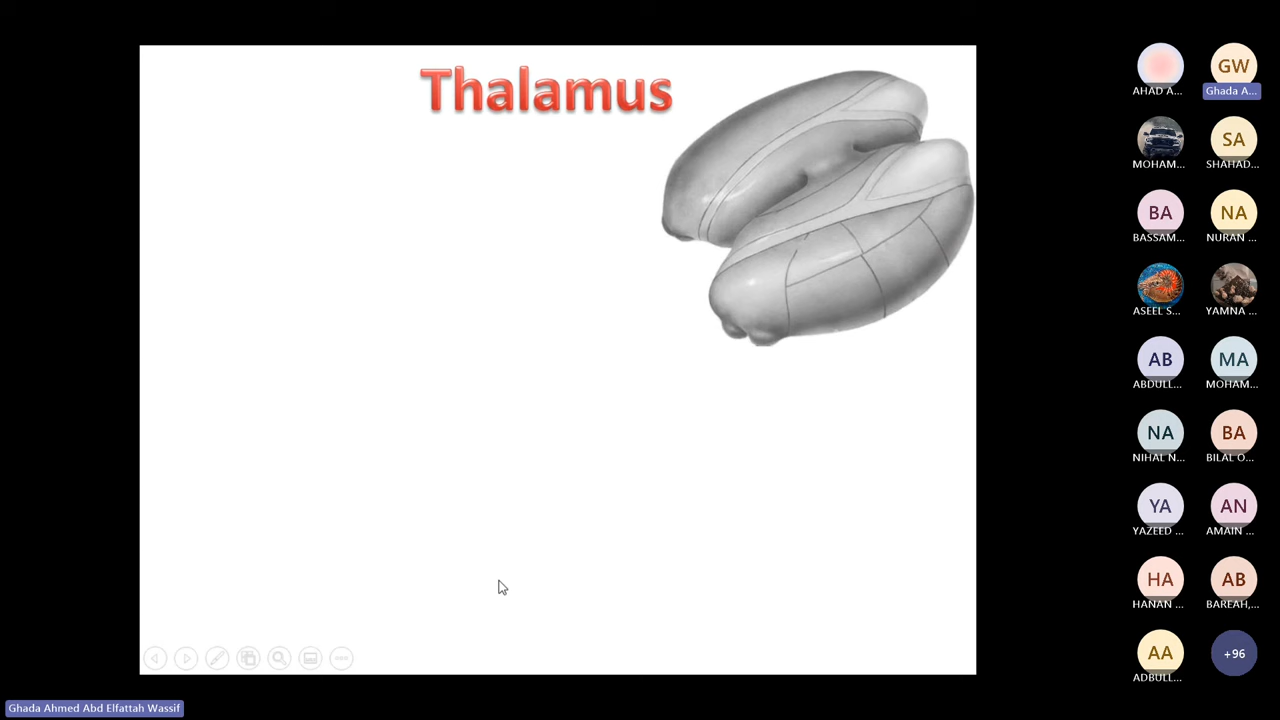 Thalamus
AHAD A...
GW
Ghada A...
MOHAM...
SA
SHAHAD...
BA
BASSAM...
NA
NURAN ...
ASEEL S...
YAMNA ...
AB
ABDULL...
MA
MOHAM...
NA
NIHAL N...
BA
BILAL O...
YA
YAZEED ...
AN
AMAIN ...
HA
HANAN ...
AB
BAREAH,...
AA
ADBULL...
+96
Ghada Ahmed Abd Elfattah Wassif